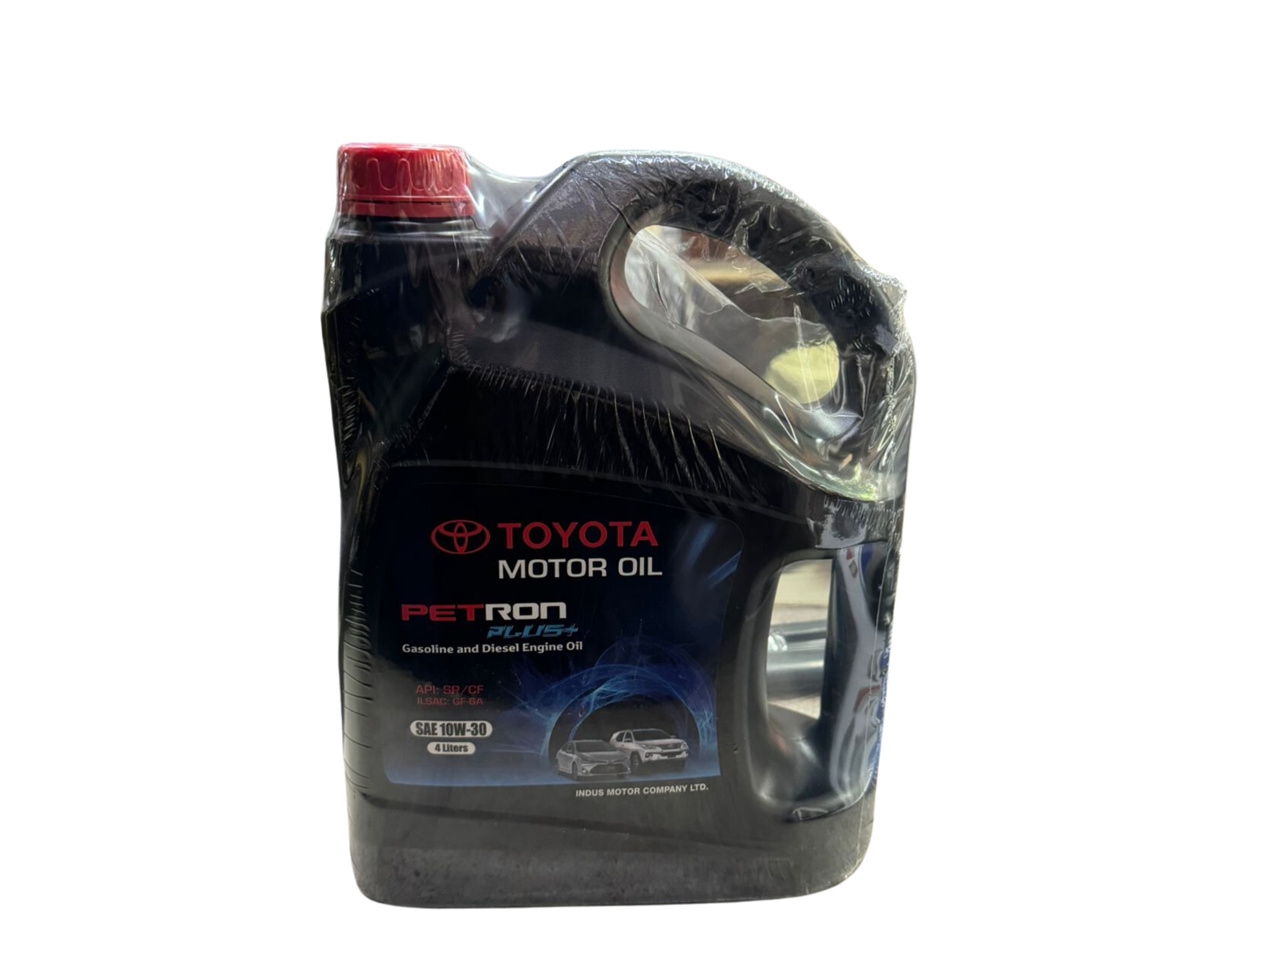 TOYOTA
MOTOR OIL
PETRON
PLUS+
Gasoline and Diesel Engine Oil
API: SP/CF
ILSAC: GF-6A
SAE 10W-30
4 Liters
INDUS MOTOR COMPANY LTD.